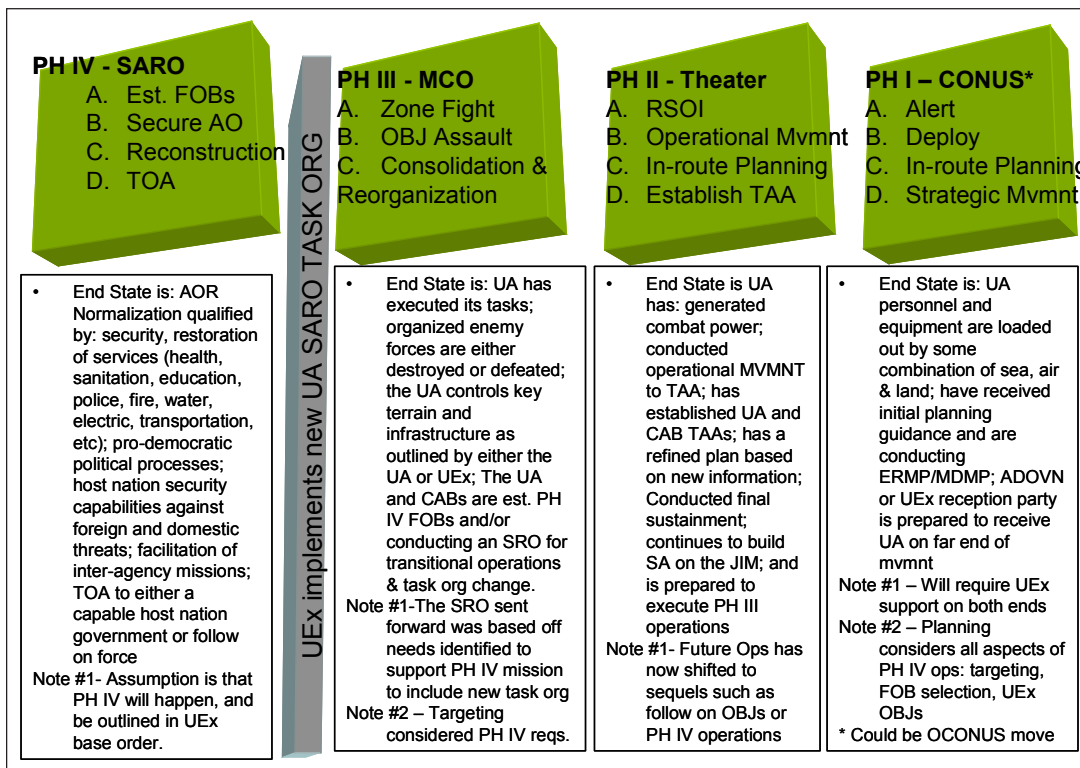 PH IV - SARO
A. Est. FOBs
B. Secure AO
C. Reconstruction
D. TOA
UEx implements new UA SARO TASK ORG
PH III - MCO
A. Zone Fight
B. OBJ Assault
C. Consolidation &
Reorganization
PH II - Theater
A. RSOI
B. Operational Mvmnt
C. In-route Planning
D. Establish TAA
PH I – CONUS*
A. Alert
B. Deploy
C. In-route Planning
D. Strategic Mvmnt
• End State is: AOR
Normalization qualified
by: security, restoration
of services (health,
sanitation, education,
police, fire, water,
electric, transportation,
etc); pro-democratic
political processes;
host nation security
capabilities against
foreign and domestic
threats; facilitation of
inter-agency missions;
TOA to either a
capable host nation
government or follow
on force
Note #1- Assumption is that
PH IV will happen, and
be outlined in UEx
base order.
• End State is: UA has
executed its tasks;
organized enemy
forces are either
destroyed or defeated;
the UA controls key
terrain and
infrastructure as
outlined by either the
UA or UEx; The UA
and CABs are est. PH
IV FOBs and/or
conducting an SRO for
transitional operations
& task org change.
Note #1-The SRO sent
forward was based off
needs identified to
support PH IV mission
to include new task org
Note #2 – Targeting
considered PH IV reqs.
• End State is UA
has: generated
combat power;
conducted
operational MVMNT
to TAA; has
established UA and
CAB TAAs; has a
refined plan based
on new information;
Conducted final
sustainment;
continues to build
SA on the JIM; and
is prepared to
execute PH III
operations
Note #1- Future Ops has
now shifted to
sequels such as
follow on OBJs or
PH IV operations
• End State is: UA
personnel and
equipment are loaded
out by some
combination of sea, air
& land; have received
initial planning
guidance and are
conducting
ERMP/MDMP; ADOVN
or UEx reception party
is prepared to receive
UA on far end of
mvmnt
Note #1 – Will require UEx
support on both ends
Note #2 – Planning
considers all aspects of
PH IV ops: targeting,
FOB selection, UEx
OBJs
* Could be OCONUS move